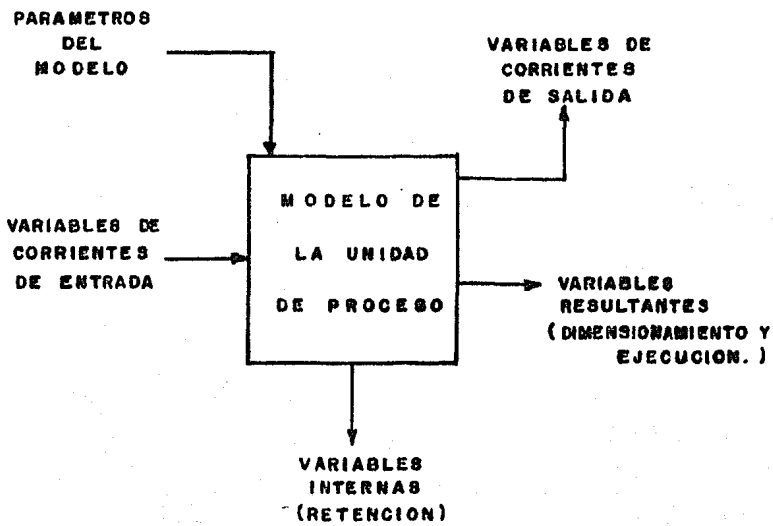 PARAMETROS
DEL
MODELO
VARIABLES DE
CORRIENTES
DE SALIDA
MODELO DE
LA UNIDAD
DE PROCESO
VARIABLES DE
CORRIENTES
DE ENTRADA
VARIABLES
RESULTANTES
(DIMENSIONAMIENTO Y
EJECUCION.)
VARIABLES
INTERNAS
(RETENCION)